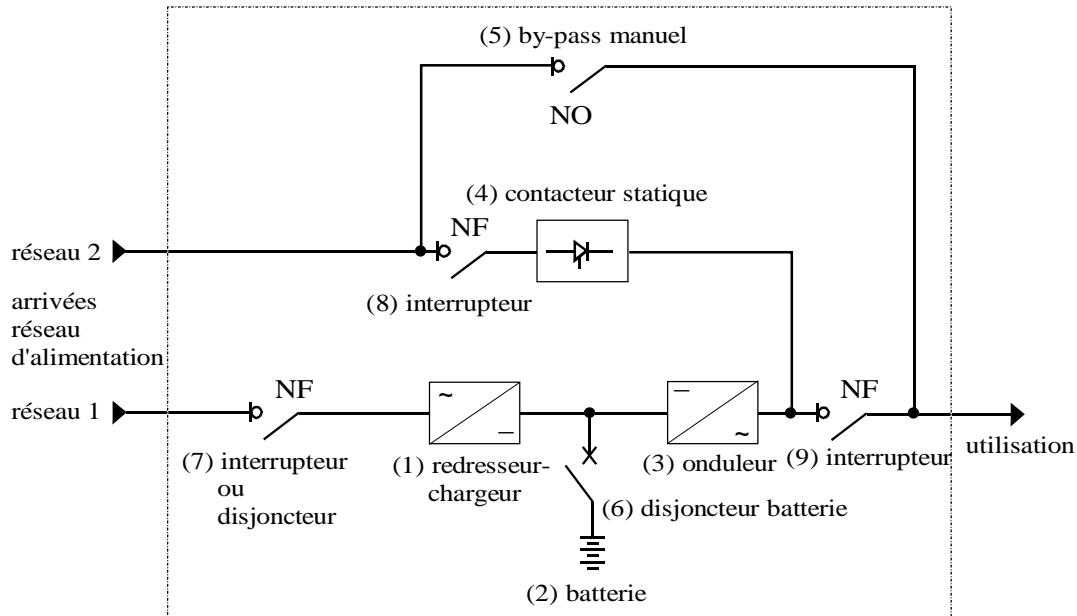 (5) by-pass manuel
NO
(4) contacteur statique
NF
réseau 2
(8) interrupteur
arrivées
réseau
d'alimentation
NF
NF
réseau 1
~
–
–
~
utilisation
(7) interrupteur
ou
disjoncteur
(1) redresseur-
chargeur
(3) onduleur
(9) interrupteur
(6) disjoncteur batterie
(2) batterie